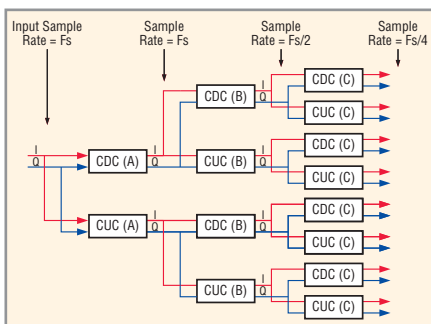 Input Sample
Rate = Fs
Sample
Rate = Fs
Sample
Rate = Fs/2
Sample
Rate = Fs/4
I
Q
CDC (A)
I
Q
CUC (A)
I
Q
CDC (B)
I
Q
CUC (B)
I
Q
CDC (B)
I
Q
CUC (B)
I
Q
CDC (C)
CUC (C)
CDC (C)
CUC (C)
CDC (C)
CUC (C)
CDC (C)
CUC (C)